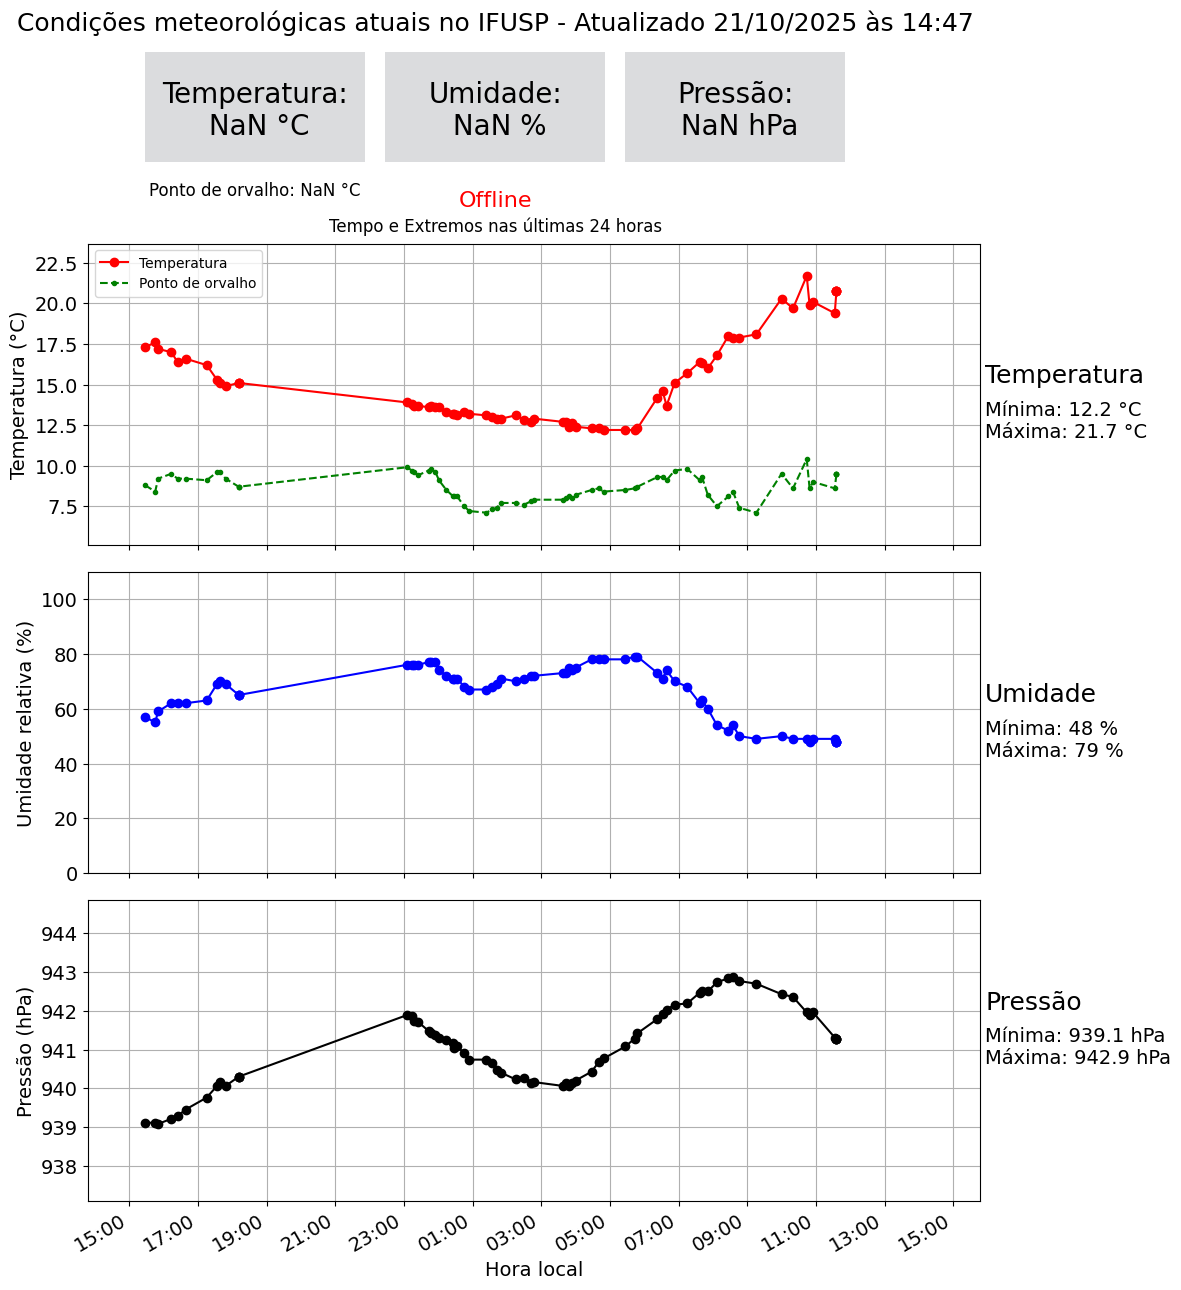 Condições meteorológicas atuais no IFUSP - Atualizado 21/10/2025 às 14:47
Temperatura:
NaN °C
Umidade:
NaN %
Pressão:
NaN hPa
Ponto de orvalho: NaN °C
Offline
Tempo e Extremos nas últimas 24 horas
Temperatura
Ponto de orvalho
Temperatura (°C)
22.5
20.0
17.5
15.0
12.5
10.0
7.5
Temperatura
Mínima: 12.2 °C
Máxima: 21.7 °C
Umidade relativa (%)
100
80
60
40
20
0
Umidade
Mínima: 48 %
Máxima: 79 %
Pressão (hPa)
944
943
942
941
940
939
938
Pressão
Mínima: 939.1 hPa
Máxima: 942.9 hPa
15:00 17:00 19:00 21:00 23:00 01:00 03:00 05:00 07:00 09:00 11:00 13:00 15:00
Hora local